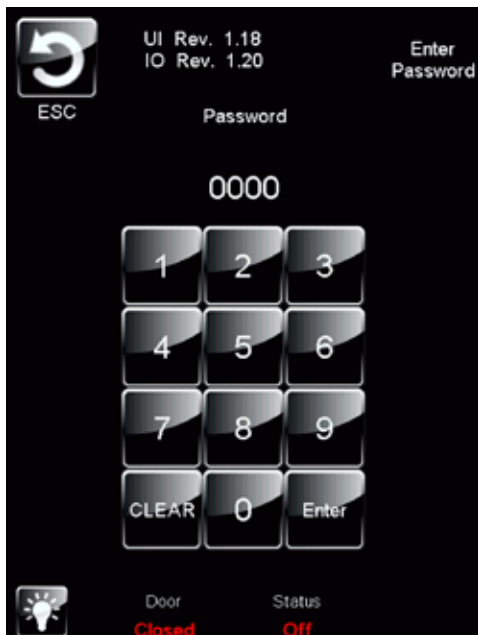 UI Rev. 1.18
IO Rev. 1.20
Enter
Password
ESC
Password
0000
1 2 3
4 5 6
7 8 9
CLEAR 0 Enter
Door Status
Closed Off